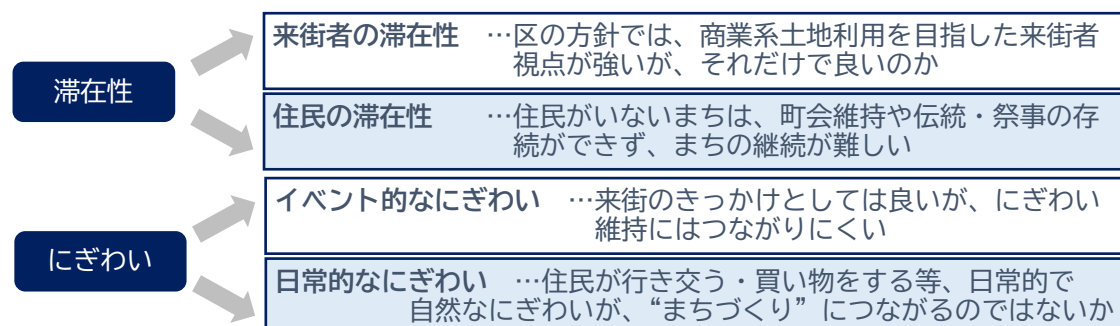 滞在性
来街者の滞在性 …区の方針では、商業系土地利用を目指した来街者
視点が強いが、それだけで良いのか
住民の滞在性 …住民がいないまちは、町会維持や伝統・祭事の存
続ができず、まちの継続が難しい
にぎわい
イベント的なにぎわい …来街のきっかけとしては良いが、にぎわい
維持にはつながりにくい
日常的なにぎわい …住民が行き交う・買い物をする等、日常的で
自然なにぎわいが、“まちづくり”につながるのではないか